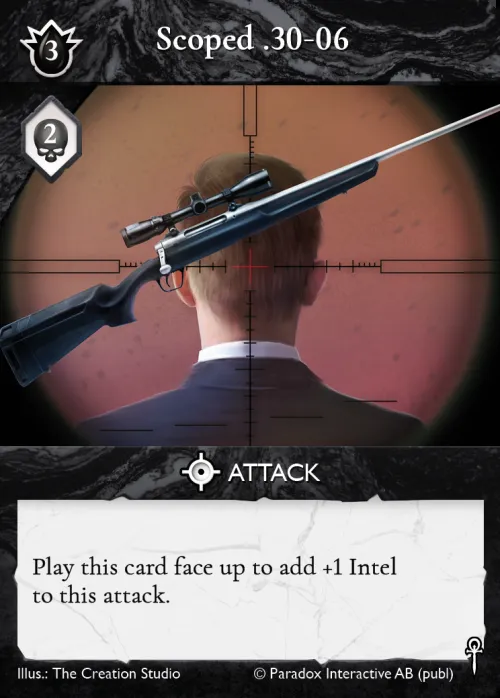 3
Scoped .30-06
2
ATTACK
Play this card face up to add +1 Intel
to this attack.
Illus.: The Creation Studio
© Paradox Interactive AB (publ)